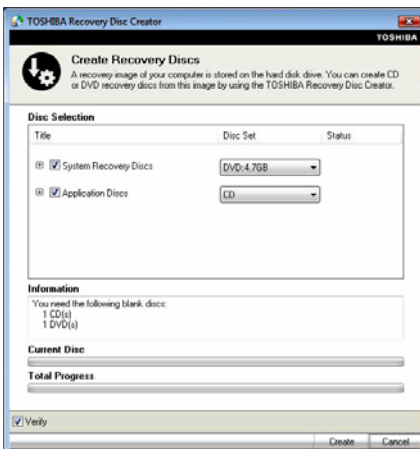 TOSHIBA Recovery Disc Creator
TOSHIBA
Create Recovery Discs
A recovery image of your computer is stored on the hard disk drive. You can create CD
or DVD recovery discs from this image by using the TOSHIBA Recovery Disc Creator.
Disc Selection
Title Disc Set Status
System Recovery Discs DVD:4.7GB
Application Discs CD
Information
You need the following blank discs:
1 CD(s)
1 DVD(s)
Current Disc
Total Progress
Verify
Create Cancel